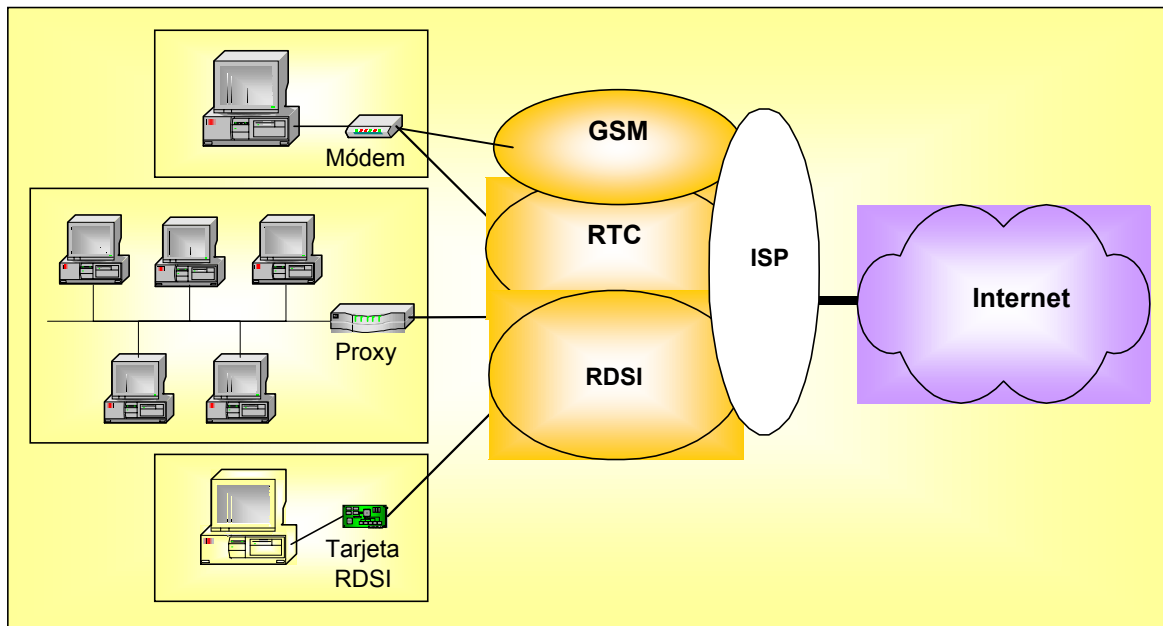 Módem
GSM
RTC
ISP
Internet
Proxy
RDSI
Tarjeta
RDSI